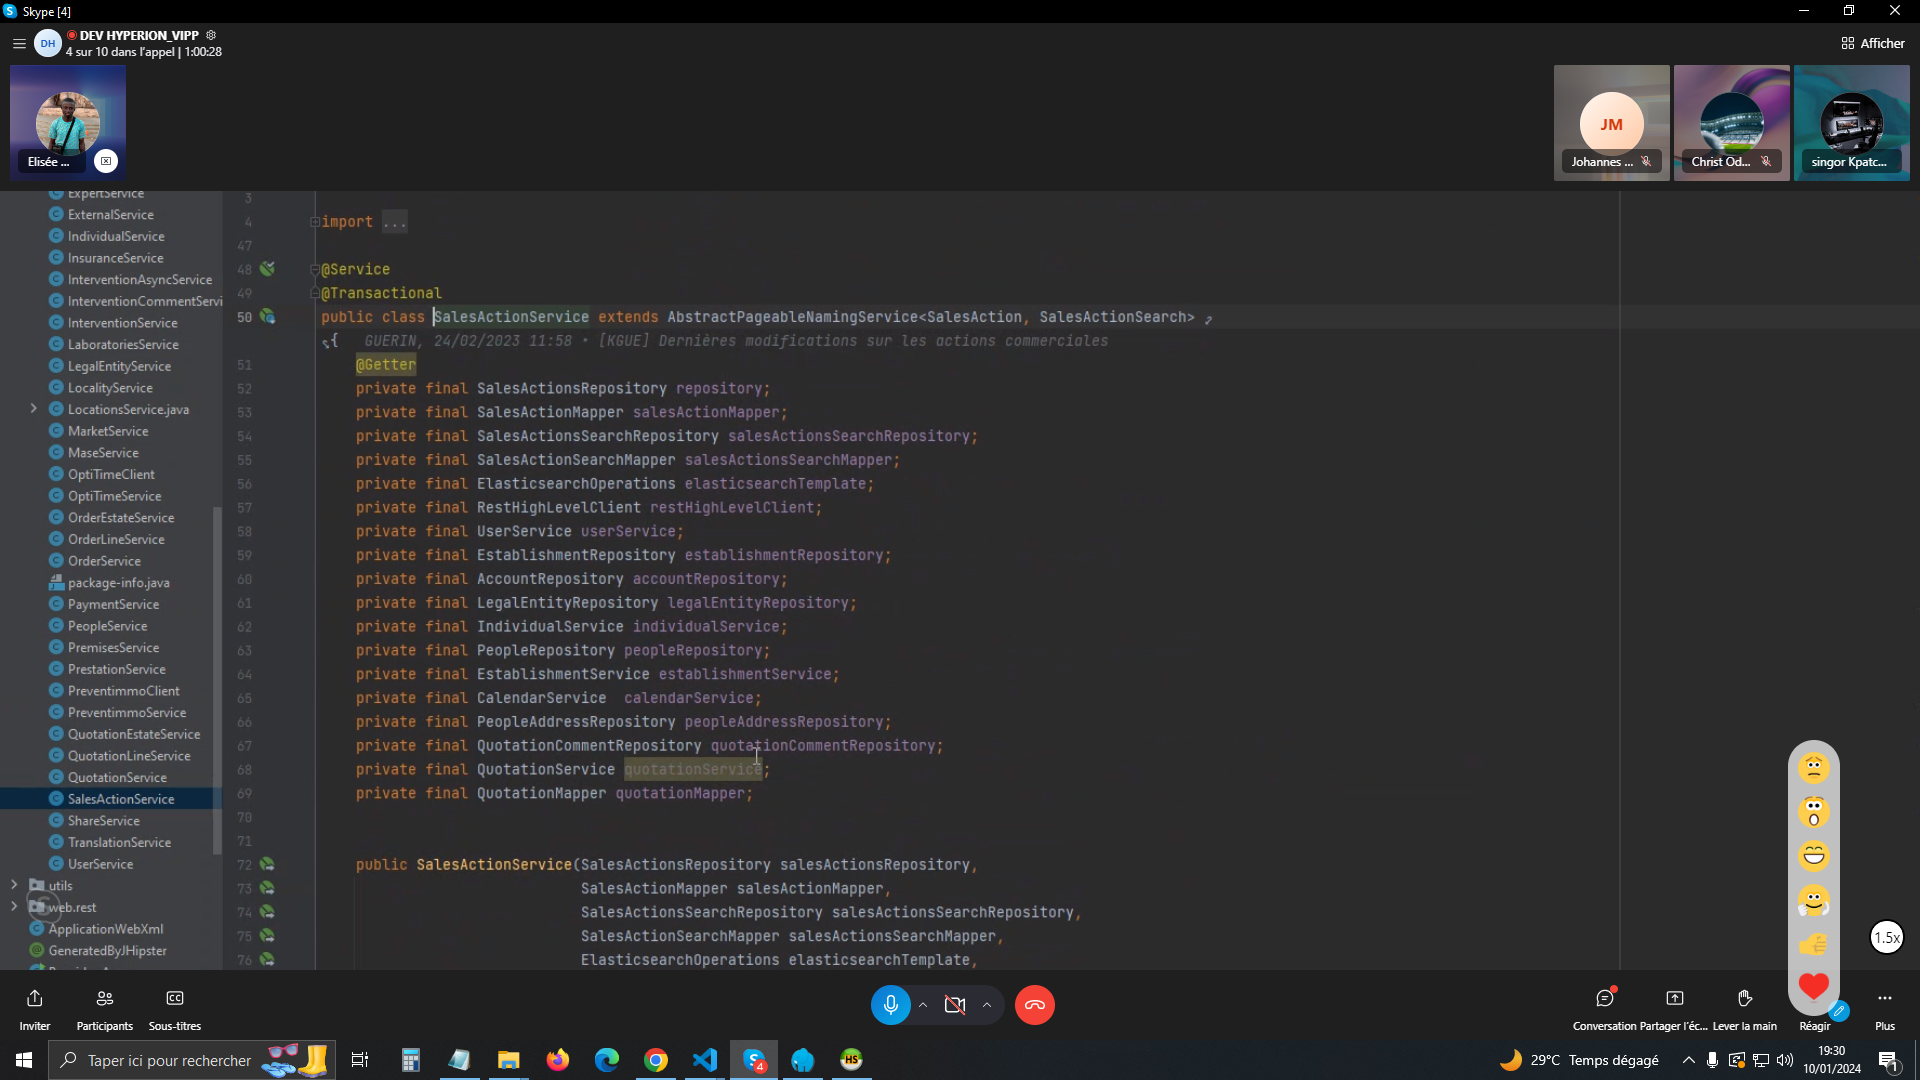 Skype [4]
DH
DEV HYPERION_VIPP
4 sur 10 dans l'appel | 1:00:28
Afficher
Elisée ...
JM
Johannes ...
Christ Od...
singor Kpatc...
ExpertService
ExternalService
IndividualService
InsuranceService
InterventionAsyncService
InterventionCommentServi
InterventionService
LaboratoriesService
LegalEntityService
LocalityService
LocationsService.java
MarketService
MaseService
OptiTimeClient
OptiTimeService
OrderEstateService
OrderLineService
OrderService
package-info.java
PaymentService
PeopleService
PremisesService
PrestationService
PreventimmoClient
PreventimmoService
QuotationEstateService
QuotationLineService
QuotationService
SalesActionService
ShareService
TranslationService
UserService
utils
web.rest
ApplicationWebXml
GeneratedByJHipster
3
4 import ...
47
48 @Service
49 @Transactional
50 public class SalesActionService extends AbstractPageableNamingService<SalesAction, SalesActionSearch>
{ GUERIN, 24/02/2023 11:58 • [KGUE] Dernières modifications sur les actions commerciales
51 @Getter
52 private final SalesActionsRepository repository;
53 private final SalesActionMapper salesActionMapper;
54 private final SalesActionsSearchRepository salesActionsSearchRepository;
55 private final SalesActionSearchMapper salesActionsSearchMapper;
56 private final ElasticsearchOperations elasticsearchTemplate;
57 private final RestHighLevelClient restHighLevelClient;
58 private final UserService userService;
59 private final EstablishmentRepository establishmentRepository;
60 private final AccountRepository accountRepository;
61 private final LegalEntityRepository legalEntityRepository;
62 private final IndividualService individualService;
63 private final PeopleRepository peopleRepository;
64 private final EstablishmentService establishmentService;
65 private final CalendarService  calendarService;
66 private final PeopleAddressRepository peopleAddressRepository;
67 private final QuotationCommentRepository quotationCommentRepository;
68 private final QuotationService quotationService;
69 private final QuotationMapper quotationMapper;
70
71
72 public SalesActionService(SalesActionsRepository salesActionsRepository,
73 SalesActionMapper salesActionMapper,
74 SalesActionsSearchRepository salesActionsSearchRepository,
75 SalesActionSearchMapper salesActionsSearchMapper,
76 ElasticsearchOperations elasticsearchTemplate,
1.5x
Inviter
Participants
Sous-titres
Conversation
Partager l'éc...
Lever la main
Réagir
Plus
Taper ici pour rechercher
4
HS
29°C Temps dégagé
19:30
10/01/2024
1